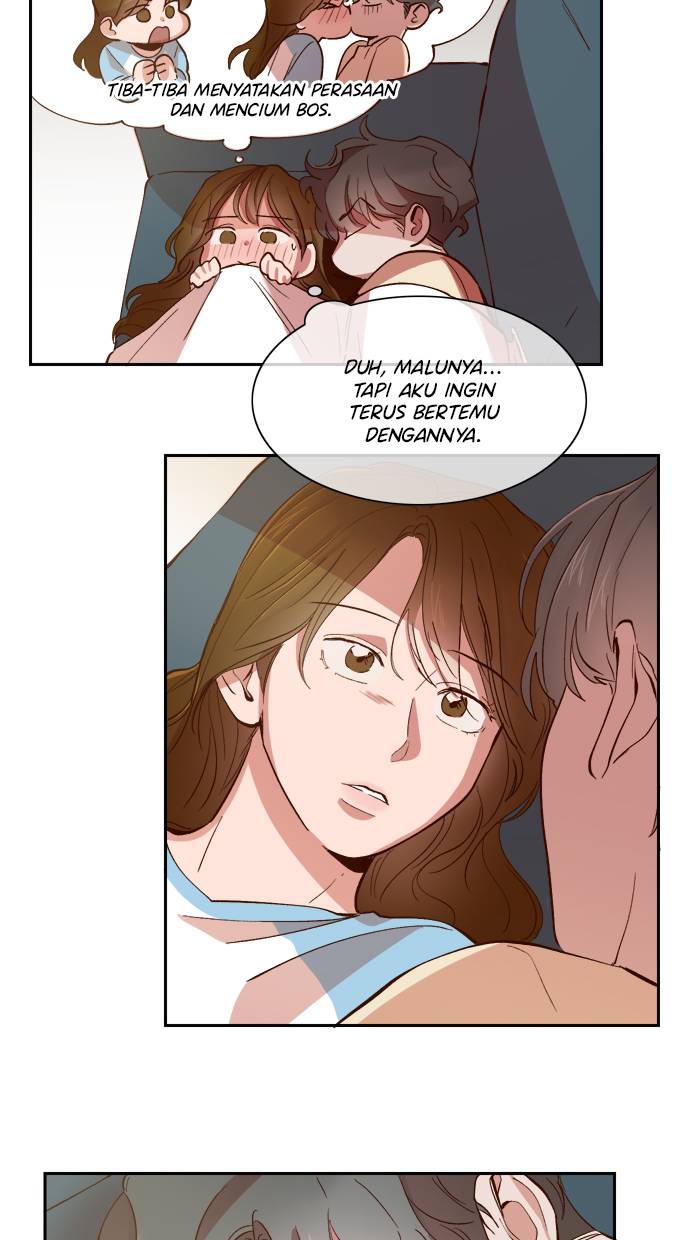 TIBA-TIBA MENYATAKAN PERASAAN
DAN MENCIUM BOS.
DUH, MALUNYA...
TAPI AKU INGIN
TERUS BERTEMU
DENGANNYA.